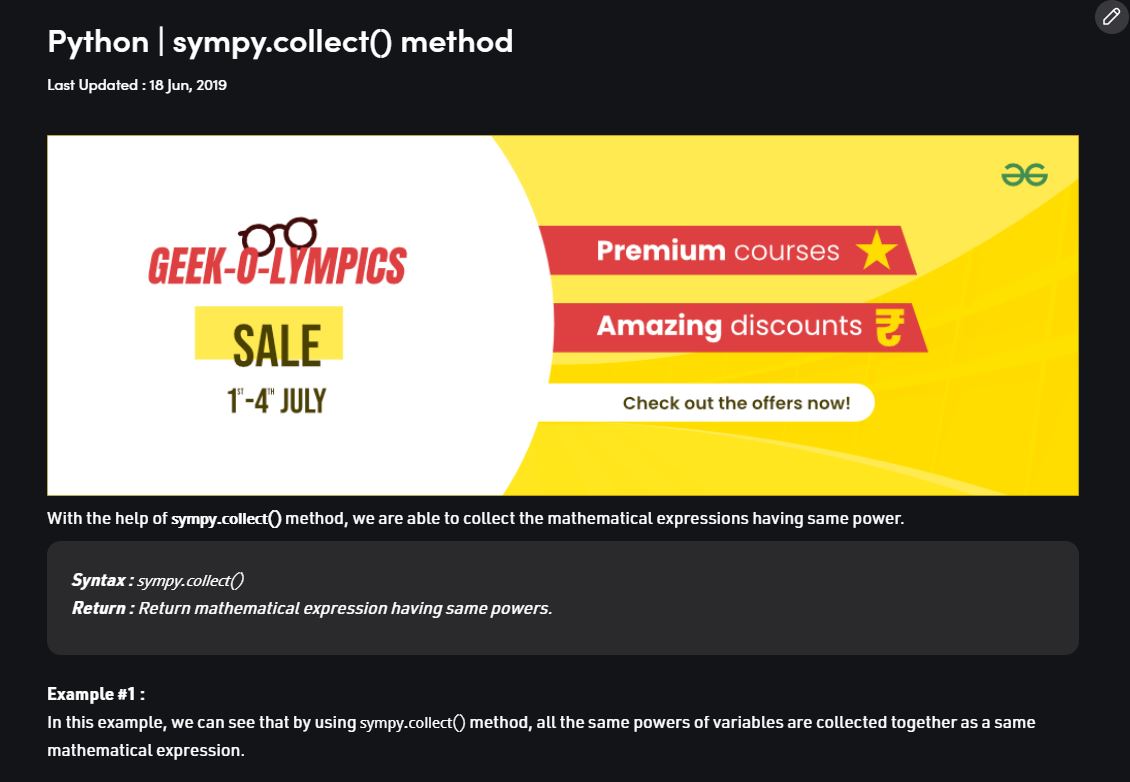 Python | sympy.collect() method
Last Updated : 18 Jun, 2019
GEEK-O-LYMPICS
SALE
1ST-4TH JULY
Premium courses
Amazing discounts ₹
Check out the offers now!
With the help of sympy.collect() method, we are able to collect the mathematical expressions having same power.
Syntax : sympy.collect()
Return : Return mathematical expression having same powers.
Example #1 :
In this example, we can see that by using sympy.collect() method, all the same powers of variables are collected together as a same
mathematical expression.